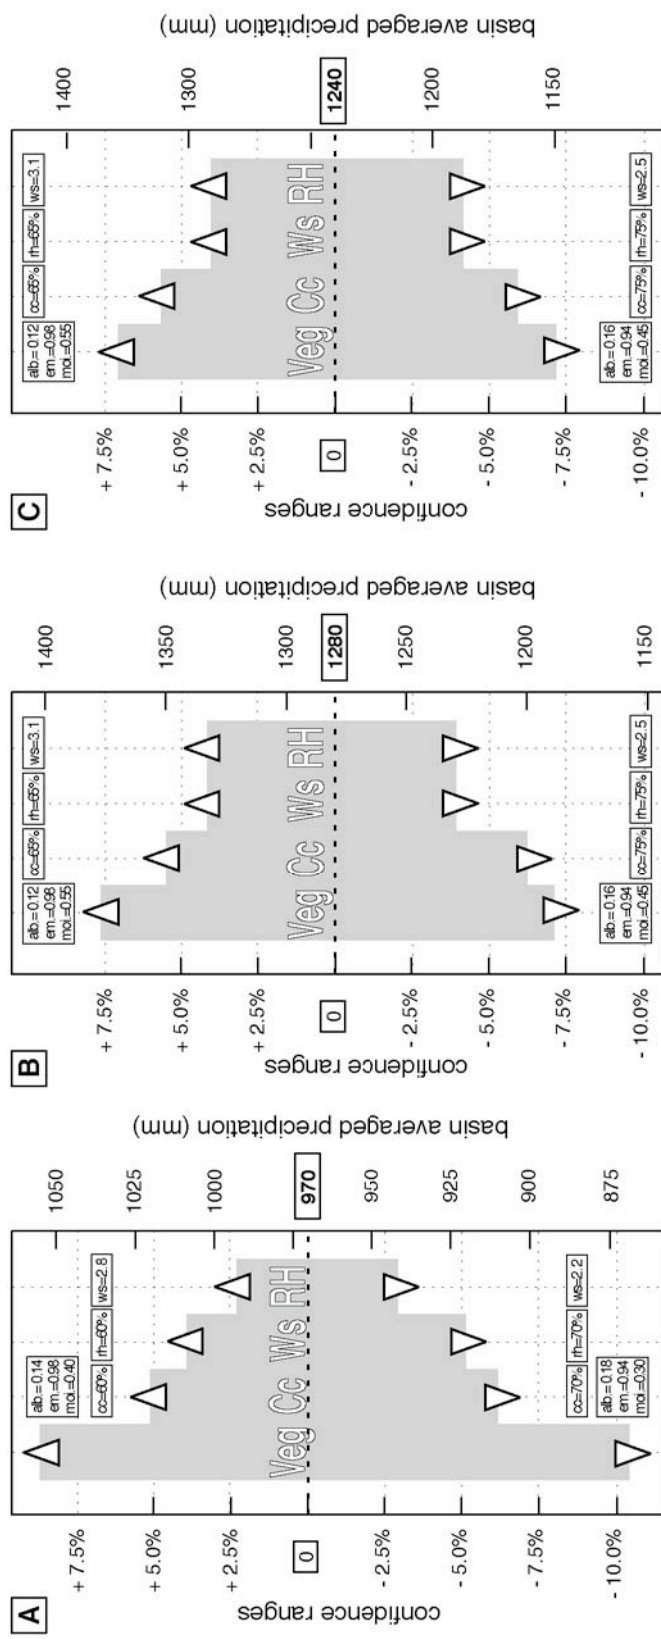 A
confidence ranges
+ 7.5%
+ 5.0%
+ 2.5%
0
- 2.5%
- 5.0%
- 7.5%
- 10.0%
alb.= 0.14
em.=0.98
moi.=0.40
cc=60% rh=60% ws=2.8
Veg Cc Ws RH
cc=70% rh=70% ws=2.2
alb.= 0.18
em.=0.94
moi.=0.30
1050
1025
1000
970
950
925
900
875
basin averaged precipitation (mm)
B
confidence ranges
+ 7.5%
+ 5.0%
+ 2.5%
0
- 2.5%
- 5.0%
- 7.5%
- 10.0%
alb.= 0.12
em.=0.98
moi.=0.55
cc=65% rh=65% ws=3.1
Veg Cc Ws RH
alb.= 0.16
em.=0.94
moi.=0.45
cc=75% rh=75% ws=2.5
1400
1350
1300
1280
1250
1200
1150
basin averaged precipitation (mm)
C
confidence ranges
+ 7.5%
+ 5.0%
+ 2.5%
0
- 2.5%
- 5.0%
- 7.5%
- 10.0%
alb.= 0.12
em.=0.98
moi.=0.55
cc=65% rh=65% ws=3.1
Veg Cc Ws RH
alb.= 0.16
em.=0.94
moi.=0.45
cc=75% rh=75% ws=2.5
1400
1300
1240
1200
1150
basin averaged precipitation (mm)